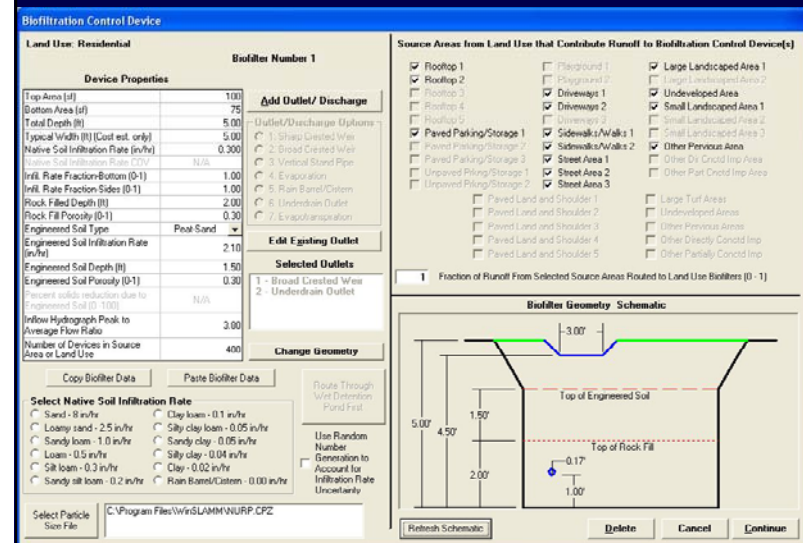 Biofiltration Control Device
Land Use: Residential
Biofilter Number 1
Device Properties
Top Area (sf) 100
Bottom Area (sf) 75
Total Depth (ft) 5.00
Typical Width (ft) (Cost est. only) 5.00
Native Soil Infiltration Rate (in/hr) 0.300
Native Soil Infiltration Rate COV N/A
Infil. Rate Fraction-Bottom (0-1) 1.00
Infil. Rate Fraction-Sides (0-1) 1.00
Rock Filled Depth (ft) 2.00
Rock Fill Porosity (0-1) 0.30
Engineered Soil Type Peat-Sand
Engineered Soil Infiltration Rate
(in/hr) 2.10
Engineered Soil Depth (ft) 1.50
Engineered Soil Porosity (0-1) 0.30
Percent solids reduction due to
Engineered Soil (0 -100) N/A
Inflow Hydrograph Peak to
Average Flow Ratio 3.80
Number of Devices in Source
Area or Land Use 400
Add Outlet/ Discharge
Outlet/Discharge Options
1. Sharp Crested Weir
2. Broad Crested Weir
3. Vertical Stand Pipe
4. Evaporation
5. Rain Barrel/Cistern
6. Underdrain Outlet
7. Evapotranspiration
Edit Existing Outlet
Selected Outlets
1 - Broad Crested Weir
2 - Underdrain Outlet
Change Geometry
Copy Biofilter Data
Paste Biofilter Data
Route Through
Wet Detention
Pond First
Select Native Soil Infiltration Rate
Sand - 8 in/hr
Loamy sand - 2.5 in/hr
Sandy loam - 1.0 in/hr
Loam - 0.5 in/hr
Silt loam - 0.3 in/hr
Sandy silt loam - 0.2 in/hr
Clay loam - 0.1 in/hr
Silty clay loam - 0.05 in/hr
Sandy clay - 0.05 in/hr
Silty clay - 0.04 in/hr
Clay - 0.02 in/hr
Rain Barrel/Cistern - 0.00 in/hr
Use Random
Number
Generation to
Account for
Infiltration Rate
Uncertainty
Select Particle
Size File
C:\Program Files\WinSLAMM\NURP.CPZ
Source Areas from Land Use that Contribute Runoff to Biofiltration Control Device(s)
Rooftop 1
Rooftop 2
Rooftop 3
Rooftop 4
Rooftop 5
Paved Parking/Storage 1
Paved Parking/Storage 2
Paved Parking/Storage 3
Unpaved Prkng/Storage 1
Unpaved Prkng/Storage 2
Playground 1
Playground 2
Driveways 1
Driveways 2
Driveways 3
Sidewalks/Walks 1
Sidewalks/Walks 2
Street Area 1
Street Area 2
Street Area 3
Large Landscaped Area 1
Large Landscaped Area 2
Undeveloped Area
Small Landscaped Area 1
Small Landscaped Area 2
Small Landscaped Area 3
Other Pervious Area
Other Dir Cnctd Imp Area
Other Part Cnctd Imp Area
Paved Land and Shoulder 1
Paved Land and Shoulder 2
Paved Land and Shoulder 3
Paved Land and Shoulder 4
Paved Land and Shoulder 5
Large Turf Areas
Undeveloped Areas
Other Pervious Areas
Other Directly Conctd Imp
Other Partially Conctd Imp
1 Fraction of Runoff From Selected Source Areas Routed to Land Use Biofilters (0 - 1)
Biofilter Geometry Schematic
3.00'
Top of Engineered Soil
1.50'
5.00'
4.50'
Top of Rock Fill
0.17'
2.00'
1.00'
Refresh Schematic
Delete
Cancel
Continue